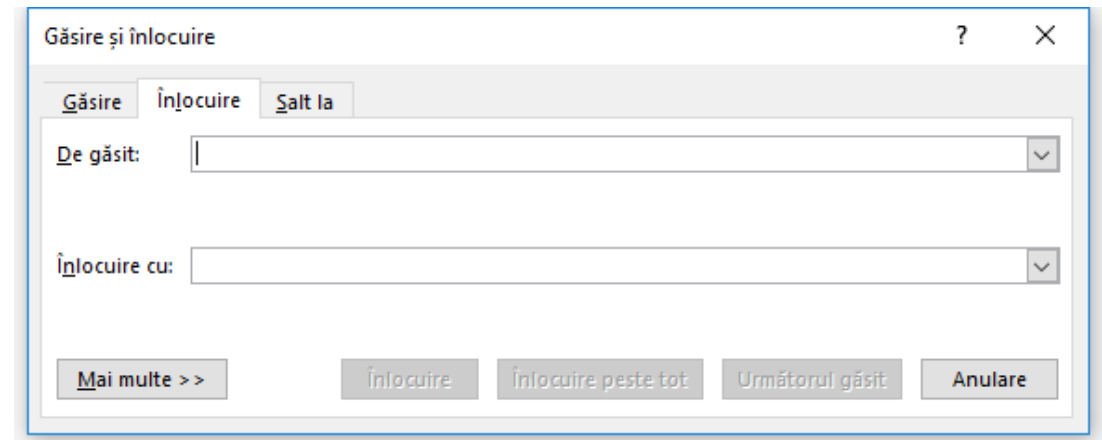 Găsire și înlocuire ?
Găsire Înlocuire Salt la
De găsit:
Înlocuire cu:
Mai multe >> Înlocuire Înlocuire peste tot Următorul găsit Anulare